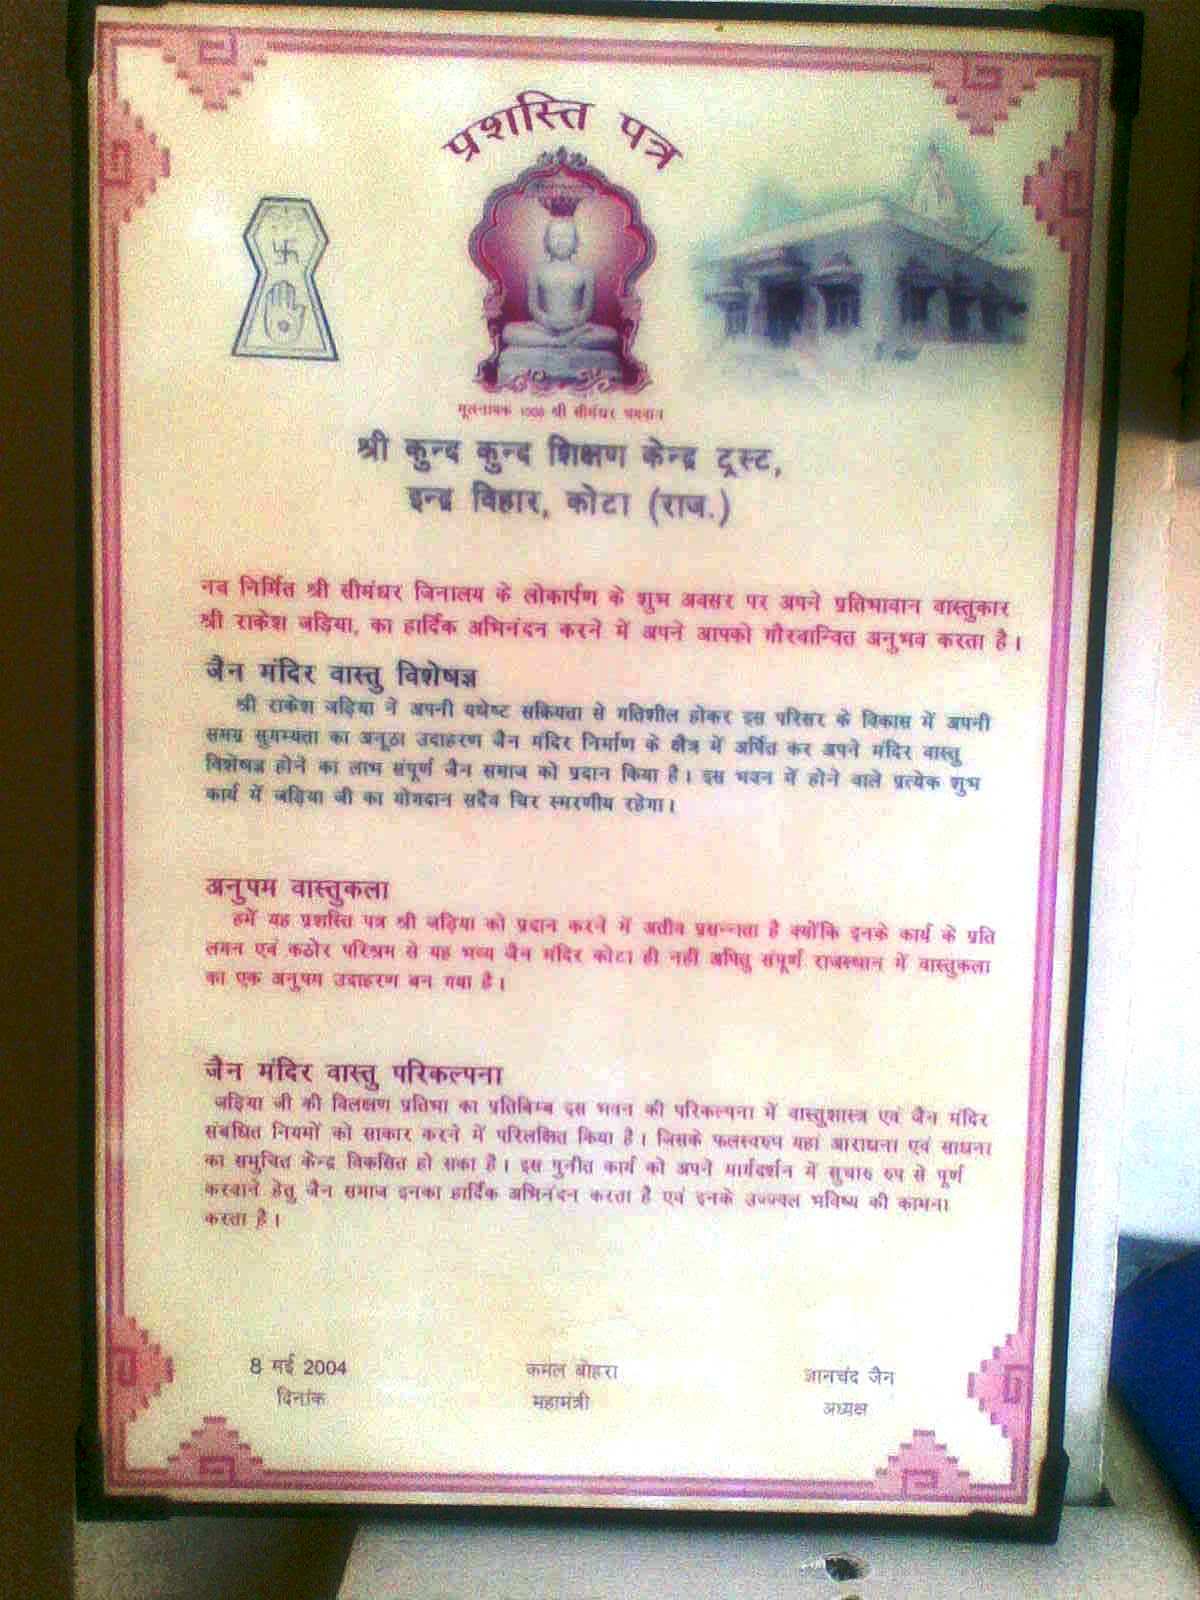 प्रशस्ति पत्र
मूलनायक 1008 श्री सीमंधर भगवान
श्री कुन्द कुन्द शिक्षण केन्द्र ट्रस्ट,
इन्द्र विहार, कोटा (राज.)
नव निर्मित श्री सीमंधर जिनालय के लोकार्पण के शुभ अवसर पर अपने प्रतिभावान वास्तुकार
श्री राकेश जड़िया, का हार्दिक अभिनंदन करने में अपने आपको गौरवान्वित अनुभव करता है।
जैन मंदिर वास्तु विशेषज्ञ
श्री राकेश जड़िया ने अपनी यथेष्ट सक्रियता से गतिशील होकर इस परिसर के विकास में अपनी
समग्र सुगम्यता का अनूठा उदाहरण जैन मंदिर निर्माण के क्षैत्र में अर्पित कर अपने मंदिर वास्तु
विशेषज्ञ होने का लाभ संपूर्ण जैन समाज को प्रदान किया है। इस भवन में होने वाले प्रत्येक शुभ
कार्य में जड़िया जी का योगदान सदैव चिर स्मरणीय रहेगा।
अनुपम वास्तुकला
हमें यह प्रशस्ति पत्र श्री जड़िया को प्रदान करने में अतीव प्रसन्नता है क्योंकि इनके कार्य के प्रति
लगन एवं कठोर परिश्रम से यह भव्य जैन मंदिर कोटा ही नहीं अपितु संपूर्ण राजस्थान में वास्तुकला
का एक अनुपम उदाहरण बन गया है।
जैन मंदिर वास्तु परिकल्पना
जड़िया जी की विलक्षण प्रतिभा का प्रतिबिम्ब इस भवन की परिकल्पना में वास्तुशास्त्र एवं जैन मंदिर
संबधित नियमों को साकार करने में परिलक्षित किया है। जिसके फलस्वरुप यहां आराधना एवं साधना
का समुचित केन्द्र विकसित हो सका है। इस पुनीत कार्य को अपने मार्गदर्शन में सुचारु रुप से पूर्ण
करवाने हेतु जैन समाज इनका हार्दिक अभिनंदन करता है एवं इनके उज्ज्वल भविष्य की कामना
करता है।
8 मई 2004
दिनांक
कमल बोहरा
महामंत्री
ज्ञानचंद जैन
अध्यक्ष